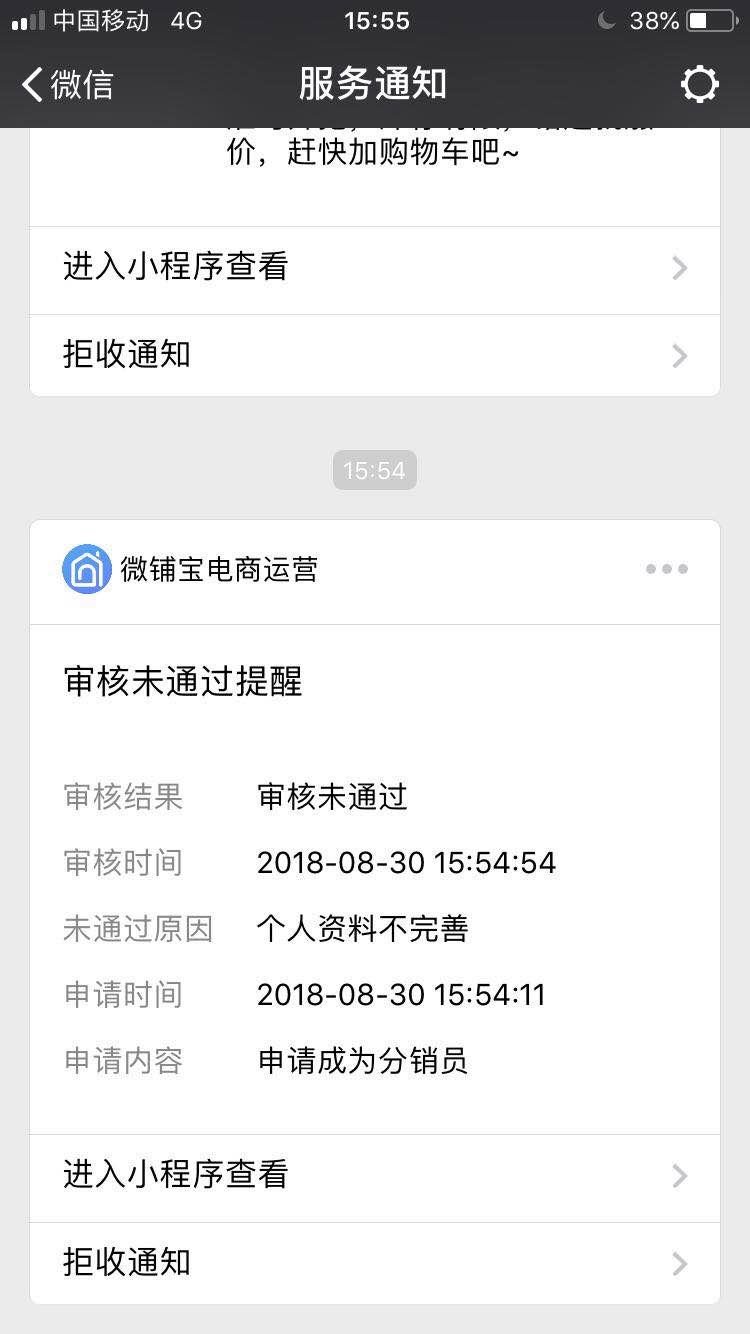 中国移动 4G 15:55 38%
微信 服务通知
价，赶快加购物车吧~
进入小程序查看
拒收通知
15:54
微铺宝电商运营
审核未通过提醒
审核结果 审核未通过
审核时间 2018-08-30 15:54:54
未通过原因 个人资料不完善
申请时间 2018-08-30 15:54:11
申请内容 申请成为分销员
进入小程序查看
拒收通知